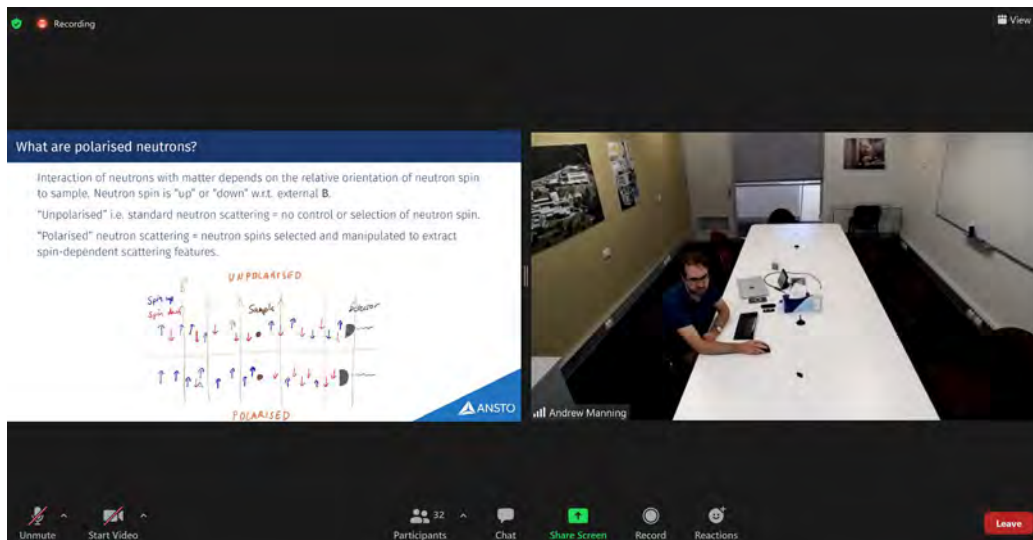 Recording
View
What are polarised neutrons?
Interaction of neutrons with matter depends on the relative orientation of neutron spin
to sample. Neutron spin is "up" or "down" w.r.t. external B.
"Unpolarised" i.e. standard neutron scattering = no control or selection of neutron spin.
"Polarised" neutron scattering = neutron spins selected and manipulated to extract
spin-dependent scattering features.
UNPOLARISED
B
Spin up
Spin down
Sample
Detector
POLARISED
ANSTO
Andrew Manning
Unmute
Start Video
Participants
32
Chat
Share Screen
Record
Reactions
Leave